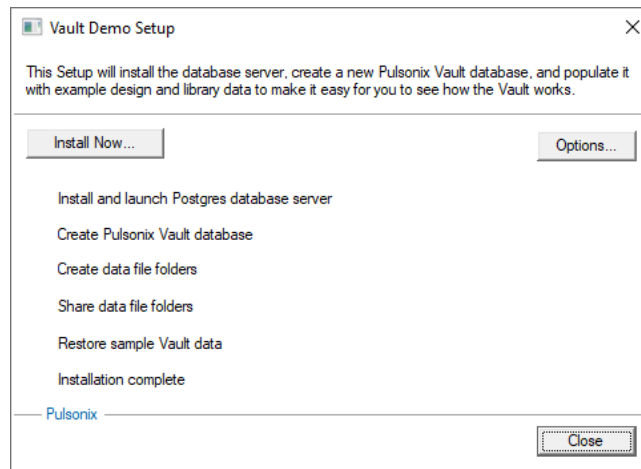 Vault Demo Setup
This Setup will install the database server, create a new Pulsonix Vault database, and populate it
with example design and library data to make it easy for you to see how the Vault works.
Install Now...
Options...
Install and launch Postgres database server
Create Pulsonix Vault database
Create data file folders
Share data file folders
Restore sample Vault data
Installation complete
Pulsonix
Close